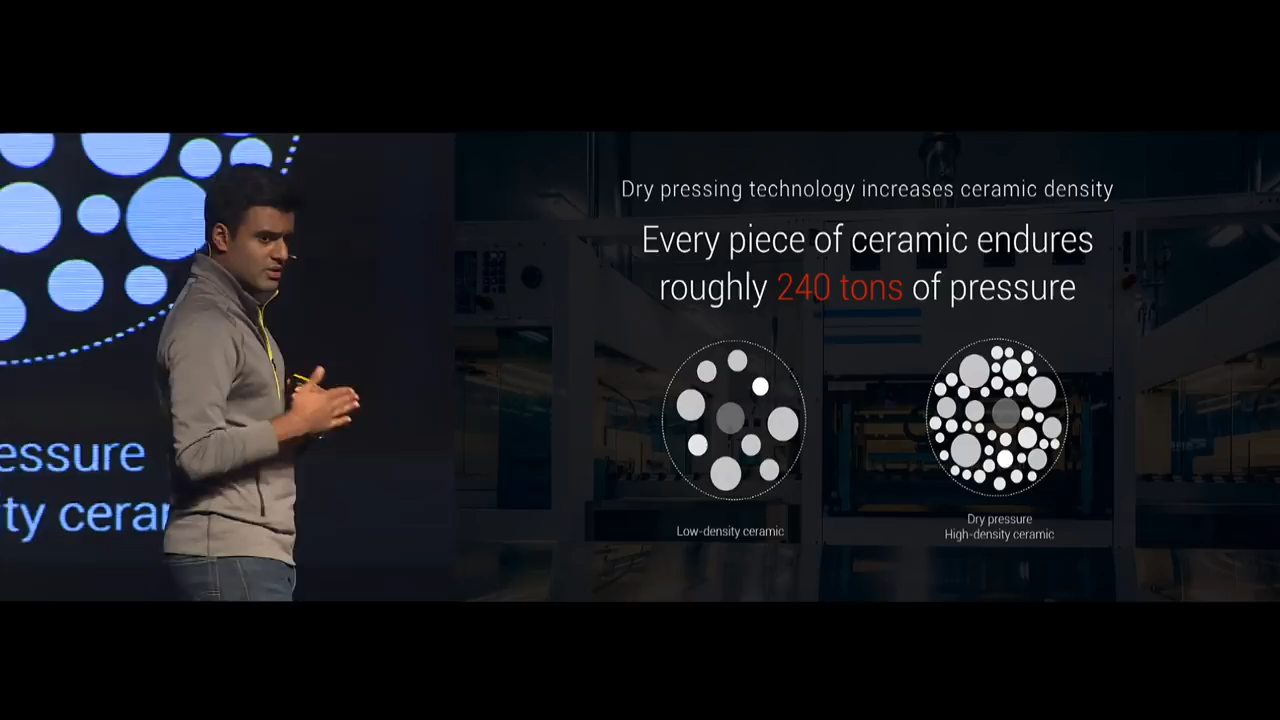 Dry pressing technology increases ceramic density
Every piece of ceramic endures
roughly 240 tons of pressure
Low-density ceramic
Dry pressure
High-density ceramic
essure
ty cera